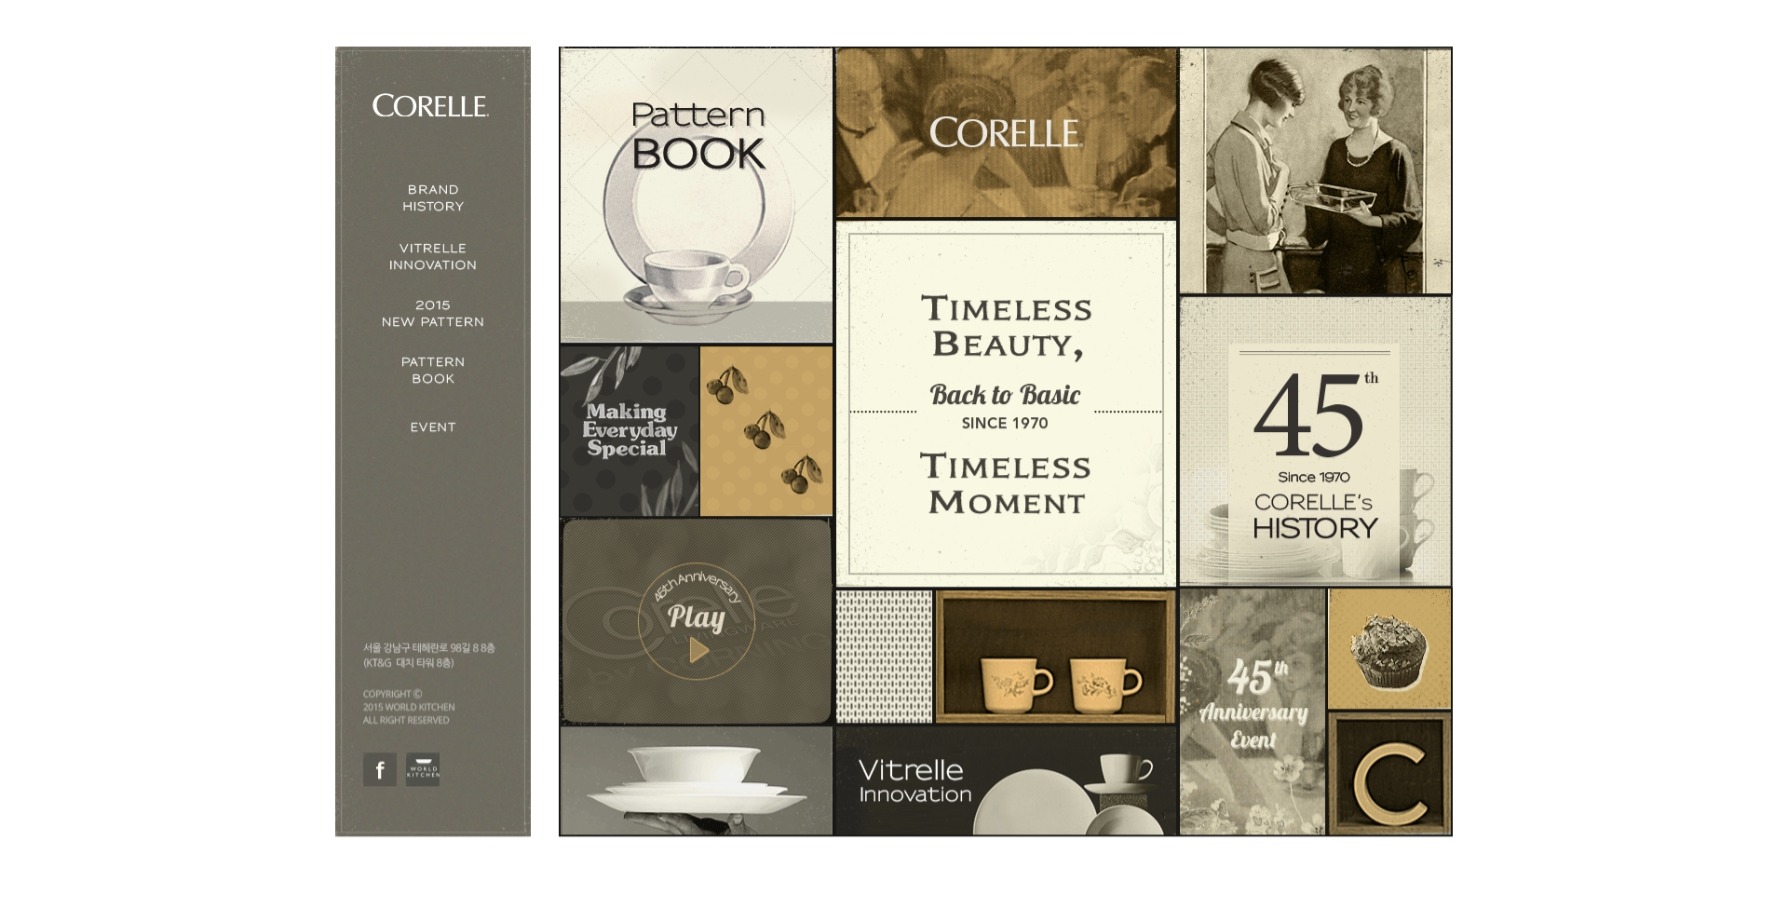 CORELLE
BRAND
HISTORY
VITRELLE
INNOVATION
2015
NEW PATTERN
PATTERN
BOOK
EVENT
서울 강남구 테헤란로 98길 8 8층
(KT&G 대치 타워 8층)
COPYRIGHT ©
2015 WORLD KITCHEN
ALL RIGHT RESERVED
f
WORLD
KITCHEN
Pattern
BOOK
CORELLE
TIMELESS
BEAUTY,
Back to Basic
SINCE 1970
TIMELESS
MOMENT
45th
Since 1970
CORELLE's
HISTORY
Making
Everyday
Special
45th Anniversary
Play
LIVINGWARE
BY CORNING
Vitrelle
Innovation
45th
Anniversary
Event
C